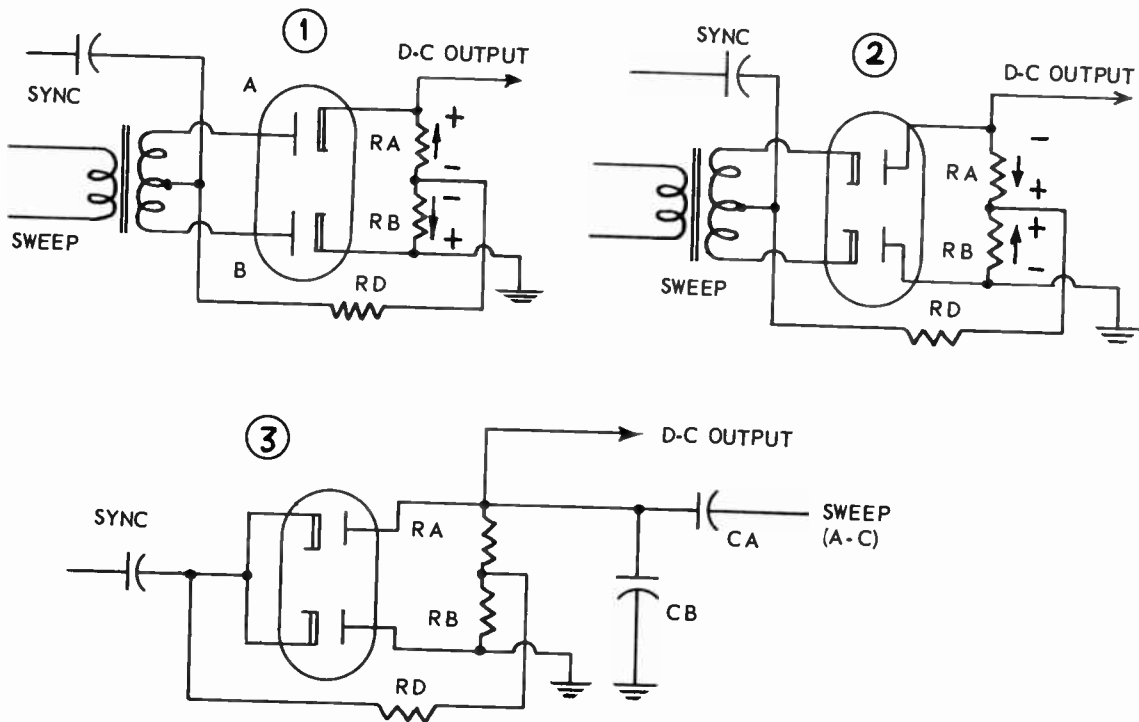 1
SYNC
A
D-C OUTPUT
+
RA
-
-
RB
+
SWEEP
B
RD
2
SYNC
D-C OUTPUT
-
RA
+
+
RB
-
SWEEP
RD
3
D-C OUTPUT
SYNC
RA
CA
SWEEP
(A-C)
RB
CB
RD